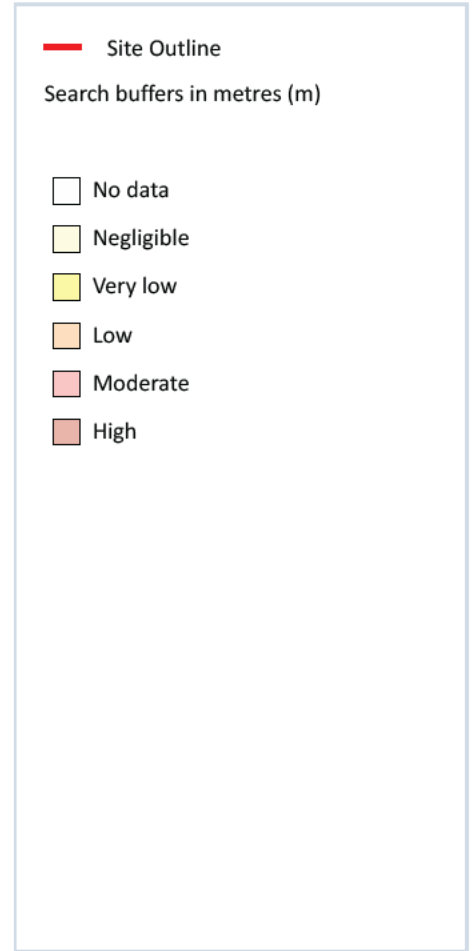 Site Outline
Search buffers in metres (m)
No data
Negligible
Very low
Low
Moderate
High